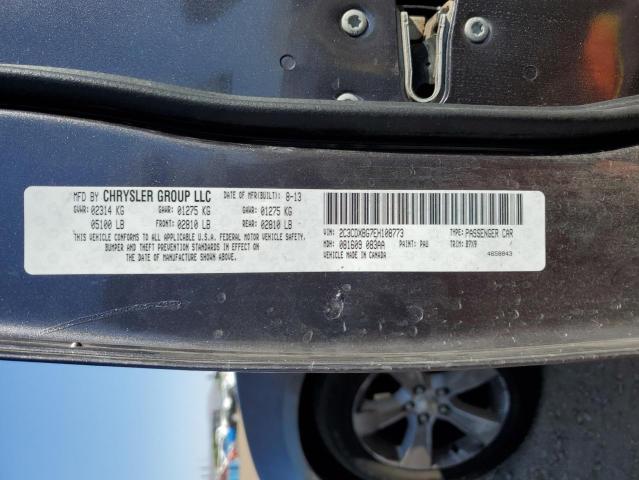 MFD BY CHRYSLER GROUP LLC DATE OF MFR(BUILT): 8-13
GVWR: 02314 KG GAWR: 01275 KG GAWR: 01275 KG
05100 LB FRONT: 02810 LB REAR: 02810 LB
THIS VEHICLE CONFORMS TO ALL APPLICABLE U.S.A. FEDERAL MOTOR VEHICLE SAFETY,
BUMPER AND THEFT PREVENTION STANDARDS IN EFFECT ON
THE DATE OF MANUFACTURE SHOWN ABOVE.
VIN: 2C3CDXBG7EH108773 TYPE: PASSENGER CAR
MDH: 081609 083AA PAINT: PAU TRIM: B7X9
VEHICLE MADE IN CANADA 4650043